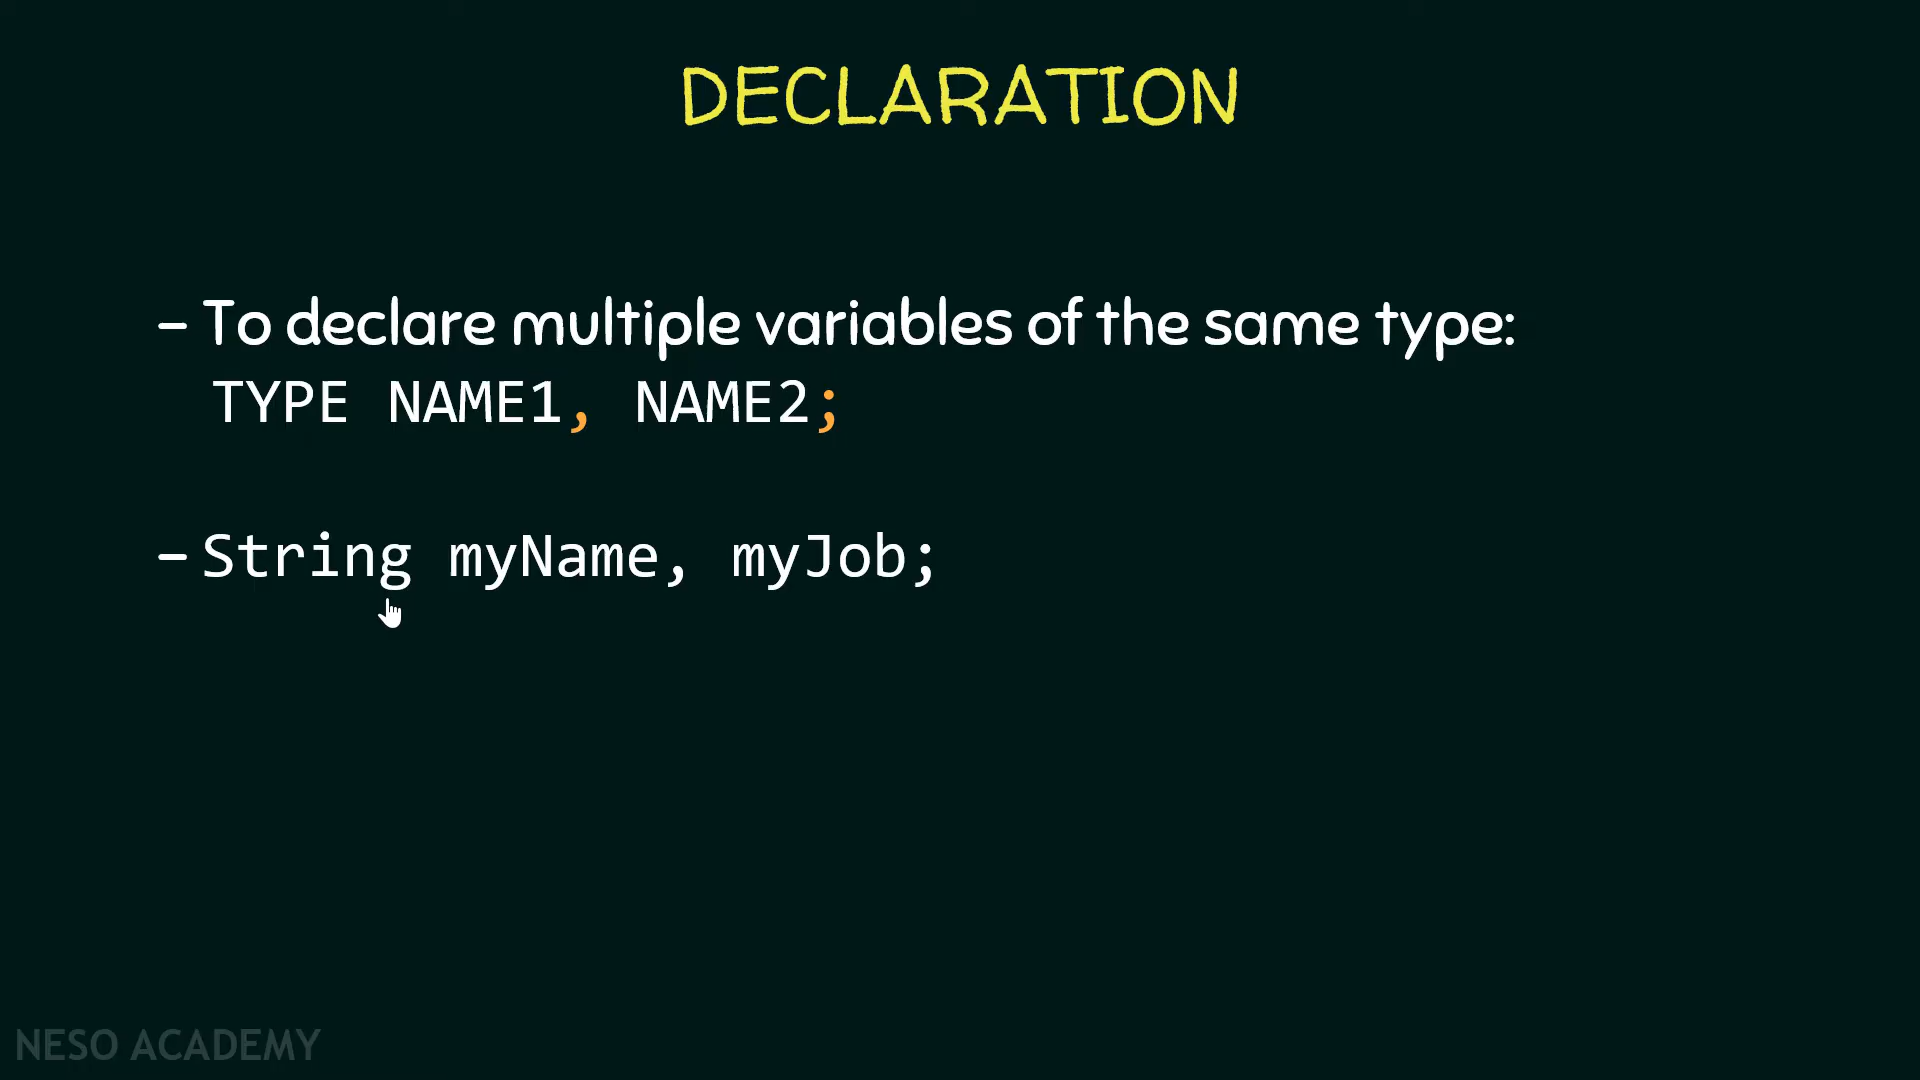 DECLARATION
– To declare multiple variables of the same type:
TYPE NAME1, NAME2;
– String myName, myJob;
NESO ACADEMY